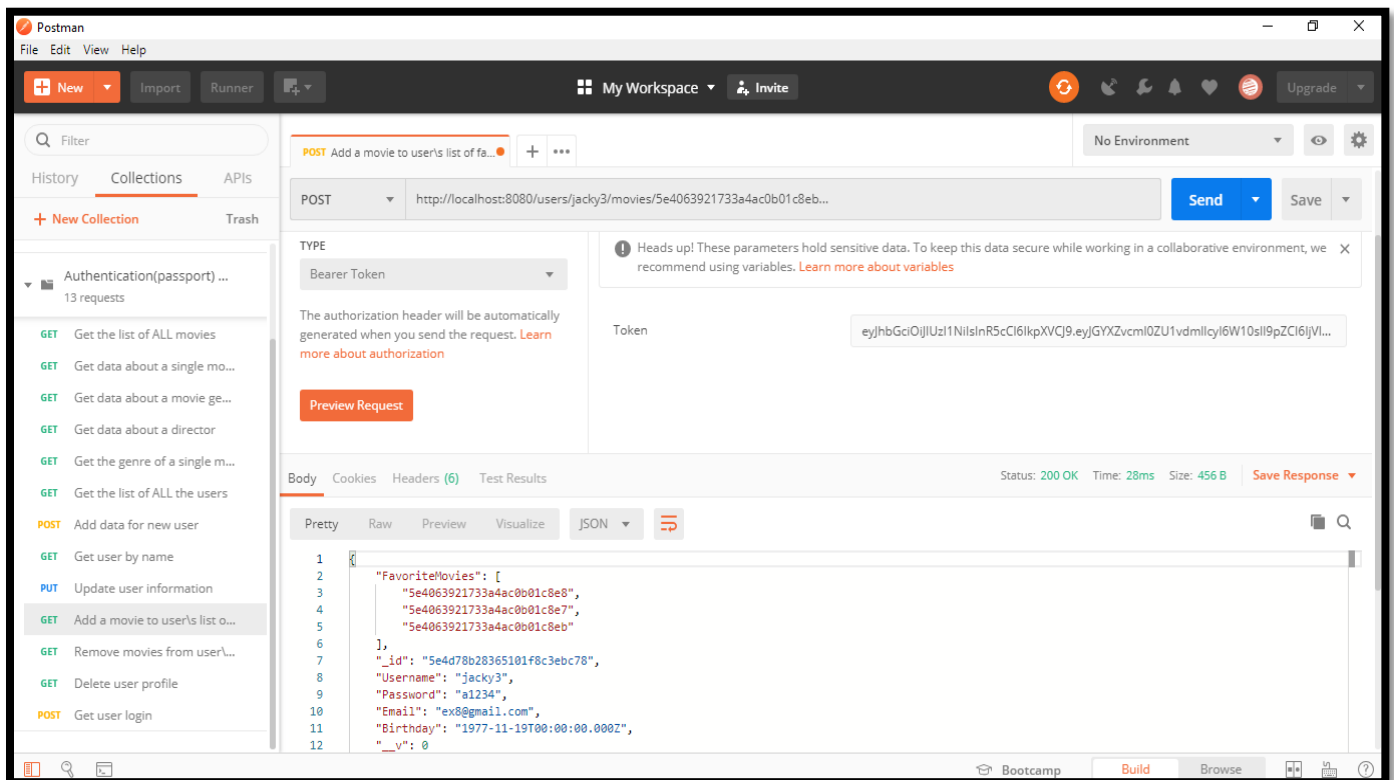 Postman
File Edit View Help
New Import Runner My Workspace Invite Upgrade
Filter
History Collections APIs
+ New Collection Trash
Authentication(passport) ...
13 requests
GET Get the list of ALL movies
GET Get data about a single mo...
GET Get data about a movie ge...
GET Get data about a director
GET Get the genre of a single m...
GET Get the list of ALL the users
POST Add data for new user
GET Get user by name
PUT Update user information
GET Add a movie to user\s list o...
GET Remove movies from user\...
GET Delete user profile
POST Get user login
POST Add a movie to user\s list of fa... + •••
No Environment
POST http://localhost:8080/users/jacky3/movies/5e4063921733a4ac0b01c8eb... Send Save
TYPE
Bearer Token
The authorization header will be automatically
generated when you send the request. Learn
more about authorization
Preview Request
Heads up! These parameters hold sensitive data. To keep this data secure while working in a collaborative environment, we
recommend using variables. Learn more about variables
Token
Body Cookies Headers (6) Test Results Status: 200 OK Time: 28ms Size: 456 B Save Response
Pretty Raw Preview Visualize JSON
1 {
2 "FavoriteMovies": [
3 "5e4063921733a4ac0b01c8e8",
4 "5e4063921733a4ac0b01c8e7",
5 "5e4063921733a4ac0b01c8eb"
6 ],
7 "_id": "5e4d78b28365101f8c3ebc78",
8 "Username": "jacky3",
9 "Password": "a1234",
10 "Email": "ex8@gmail.com",
11 "Birthday": "1977-11-19T00:00:00.000Z",
12 "__v": 0
Bootcamp Build Browse